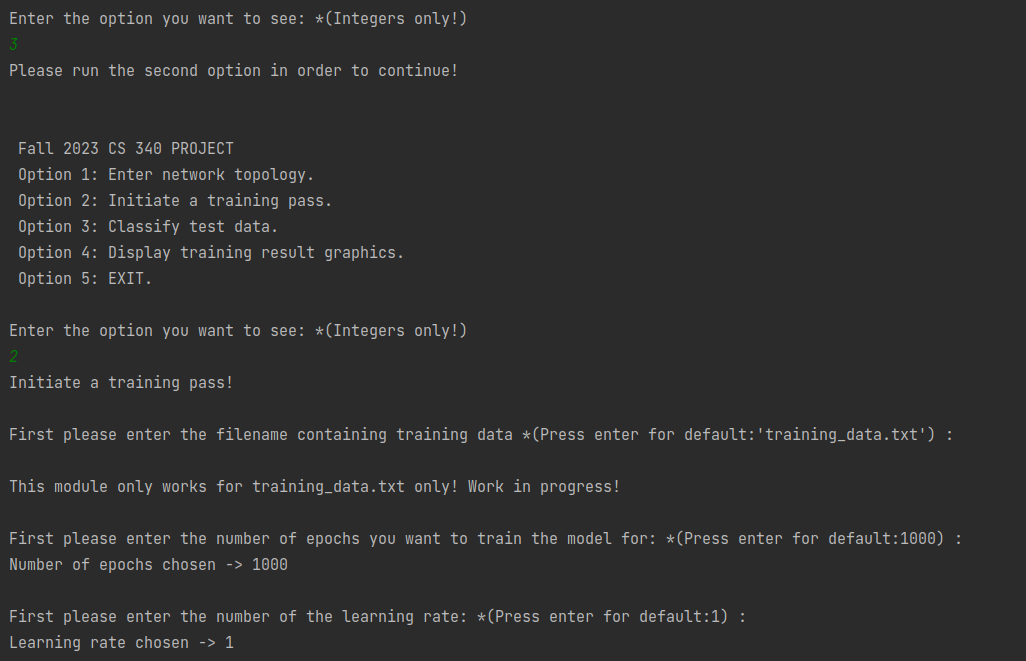 Enter the option you want to see: *(Integers only!)
3
Please run the second option in order to continue!
Fall 2023 CS 340 PROJECT
Option 1: Enter network topology.
Option 2: Initiate a training pass.
Option 3: Classify test data.
Option 4: Display training result graphics.
Option 5: EXIT.
Enter the option you want to see: *(Integers only!)
2
Initiate a training pass!
First please enter the filename containing training data *(Press enter for default:'training_data.txt') :
This module only works for training_data.txt only! Work in progress!
First please enter the number of epochs you want to train the model for: *(Press enter for default:1000) :
Number of epochs chosen -> 1000
First please enter the number of the learning rate: *(Press enter for default:1) :
Learning rate chosen -> 1